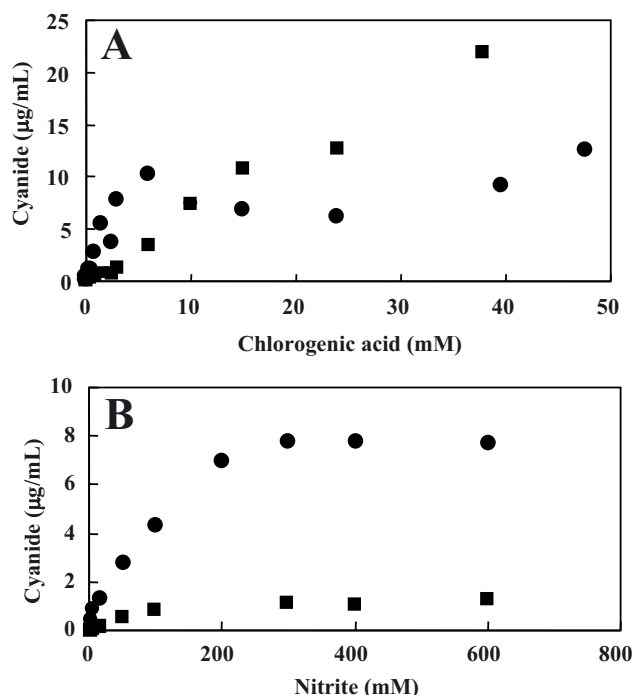 A
25
20
15
10
5
0
Cyanide (μg/mL)
0 10 20 30 40 50
Chlorogenic acid (mM)
B
10
8
6
4
2
0
Cyanide (μg/mL)
0 200 400 600 800
Nitrite (mM)